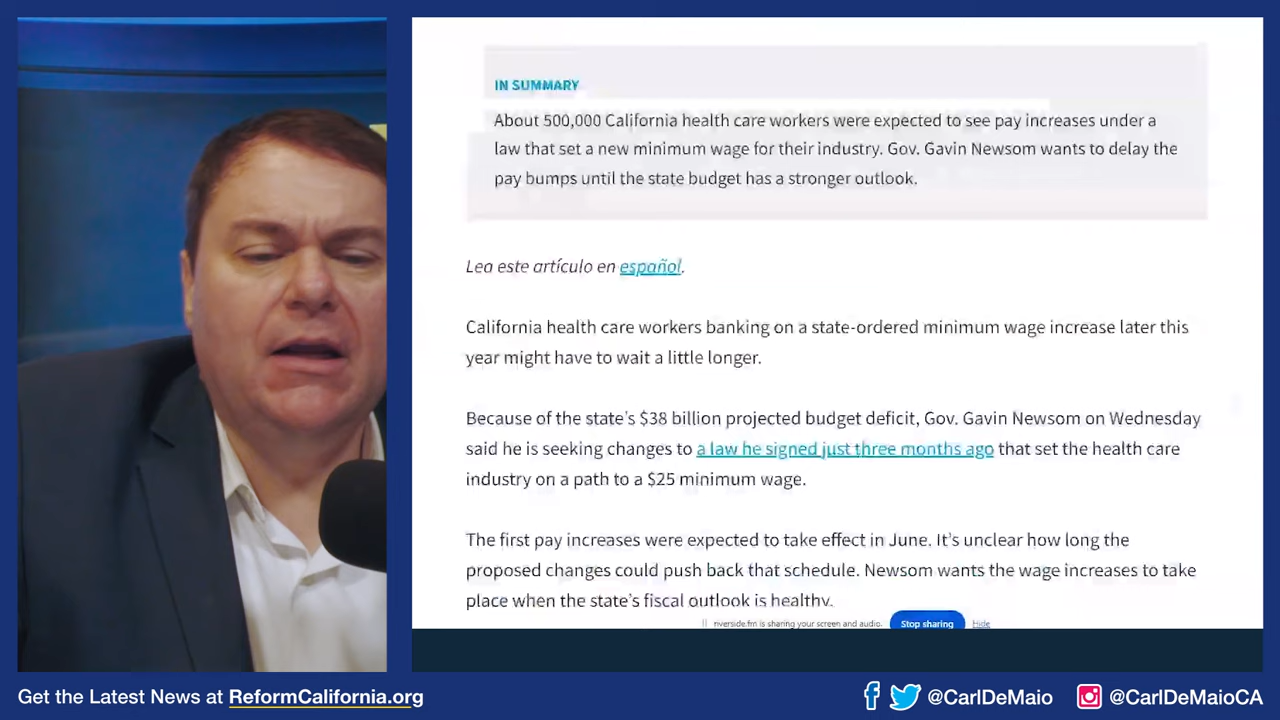 IN SUMMARY
About 500,000 California health care workers were expected to see pay increases under a
law that set a new minimum wage for their industry. Gov. Gavin Newsom wants to delay the
pay bumps until the state budget has a stronger outlook.
Lea este artículo en español.
California health care workers banking on a state-ordered minimum wage increase later this
year might have to wait a little longer.
Because of the state’s $38 billion projected budget deficit, Gov. Gavin Newsom on Wednesday
said he is seeking changes to a law he signed just three months ago that set the health care
industry on a path to a $25 minimum wage.
The first pay increases were expected to take effect in June. It’s unclear how long the
proposed changes could push back that schedule. Newsom wants the wage increases to take
place when the state’s fiscal outlook is healthy.
riverside.fm is sharing your screen and audio. Stop sharing Hide
Get the Latest News at ReformCalifornia.org
@CarlDeMaio @CarlDeMaioCA